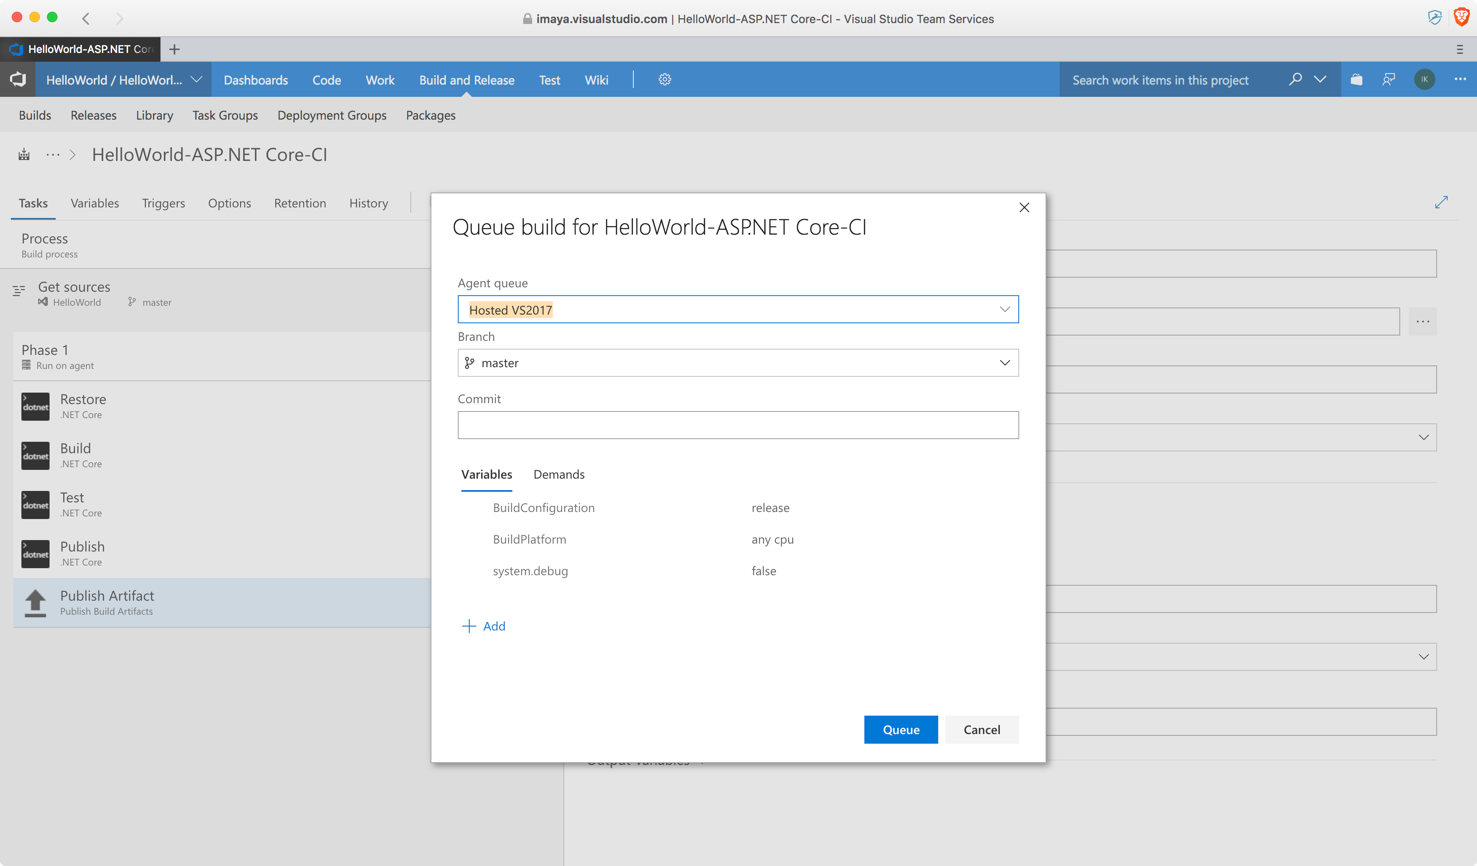 imaya.visualstudio.com | HelloWorld-ASP.NET Core-CI - Visual Studio Team Services
HelloWorld-ASP.NET Cor
HelloWorld / HelloWorl... Dashboards Code Work Build and Release Test Wiki Search work items in this project IK
Builds Releases Library Task Groups Deployment Groups Packages
... HelloWorld-ASP.NET Core-CI
Tasks Variables Triggers Options Retention History
Process
Build process
Get sources
HelloWorld master
Phase 1
Run on agent
dotnet Restore
.NET Core
dotnet Build
.NET Core
dotnet Test
.NET Core
dotnet Publish
.NET Core
Publish Artifact
Publish Build Artifacts
Queue build for HelloWorld-ASP.NET Core-CI
Agent queue
Hosted VS2017
Branch
master
Commit
Variables Demands
BuildConfiguration release
BuildPlatform any cpu
system.debug false
+ Add
Queue Cancel